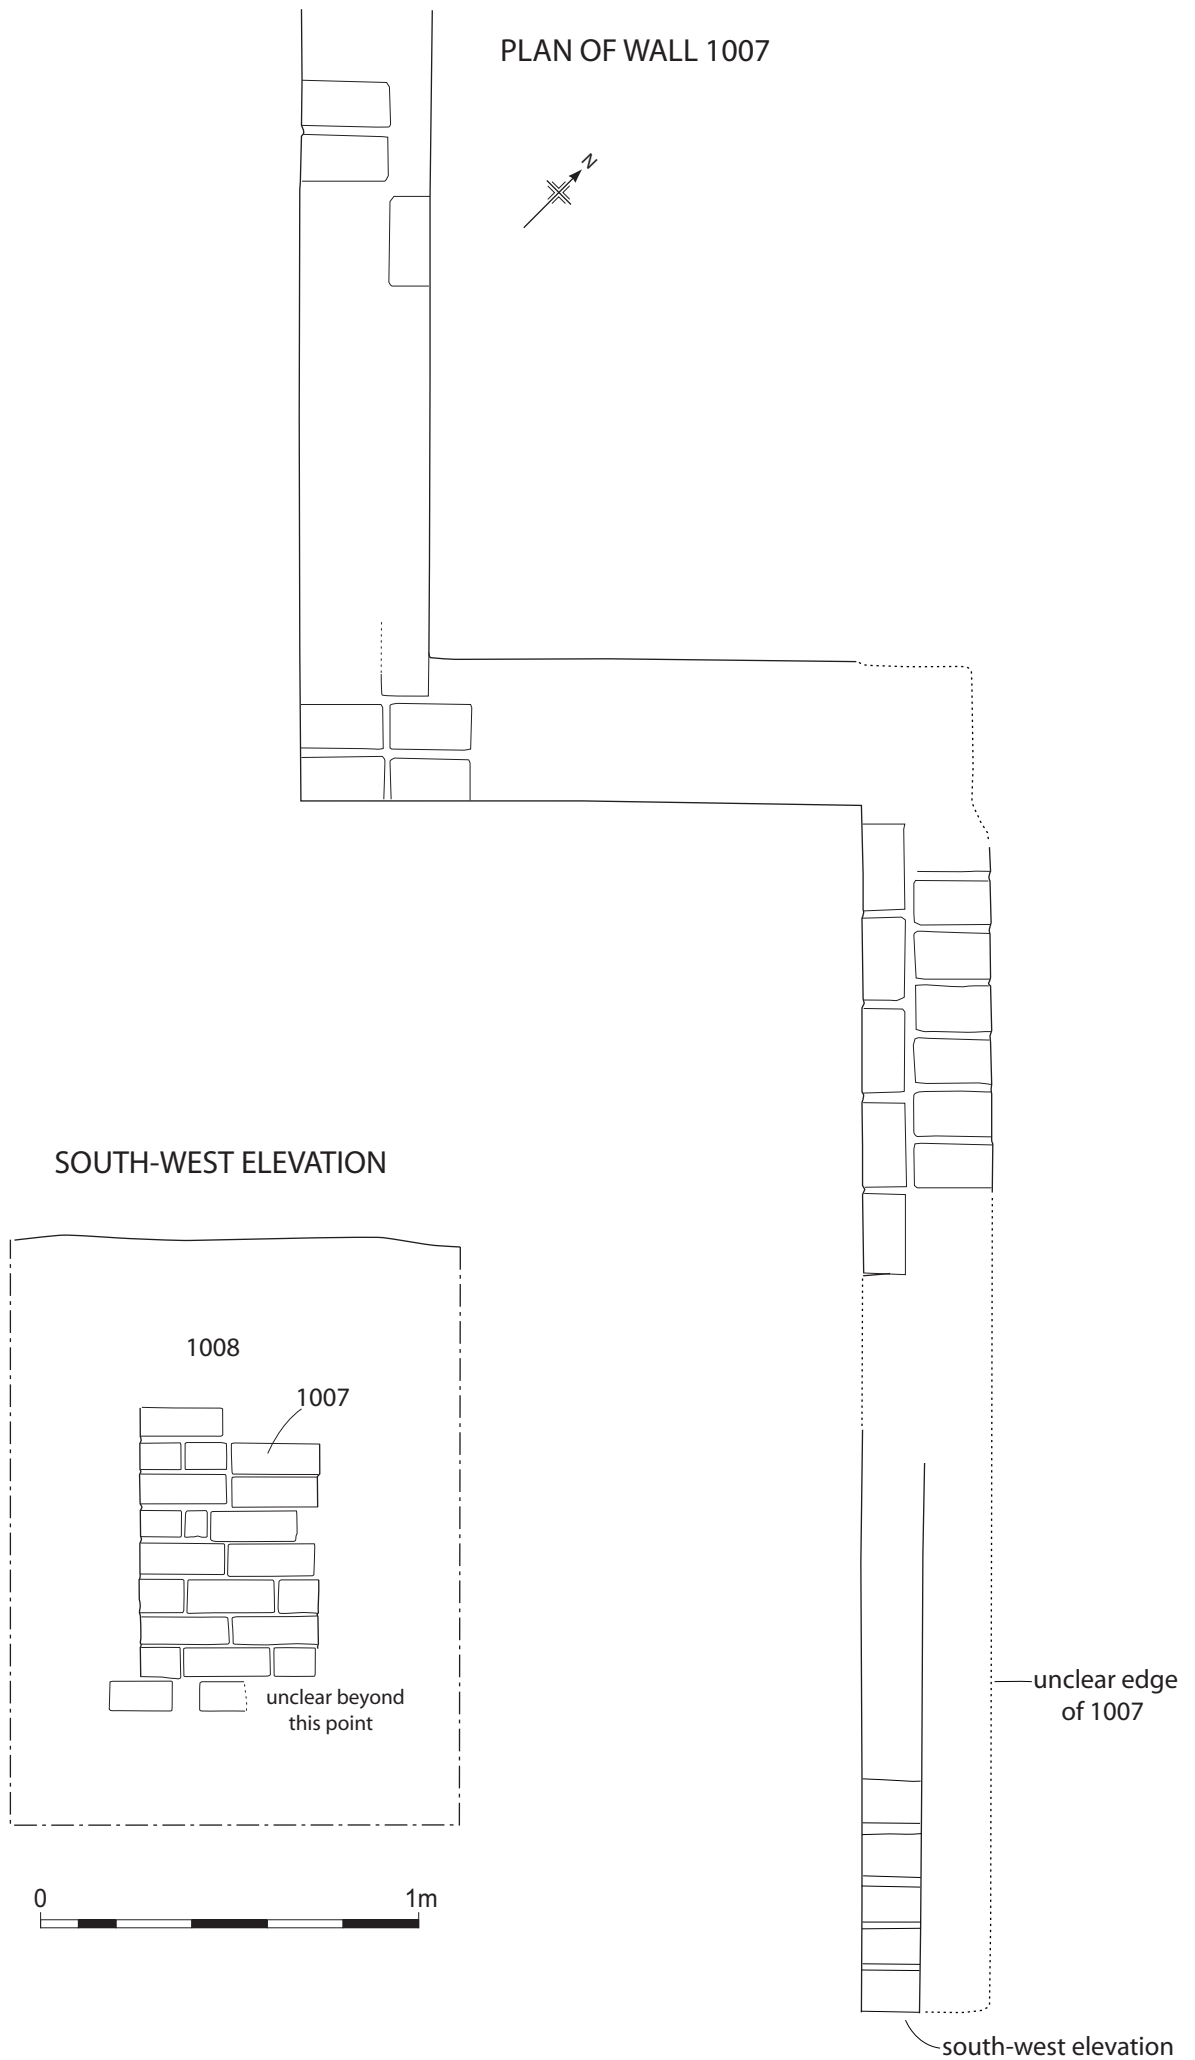 PLAN OF WALL 1007
N
SOUTH-WEST ELEVATION
1008
1007
unclear beyond
this point
0 1m
unclear edge
of 1007
south-west elevation